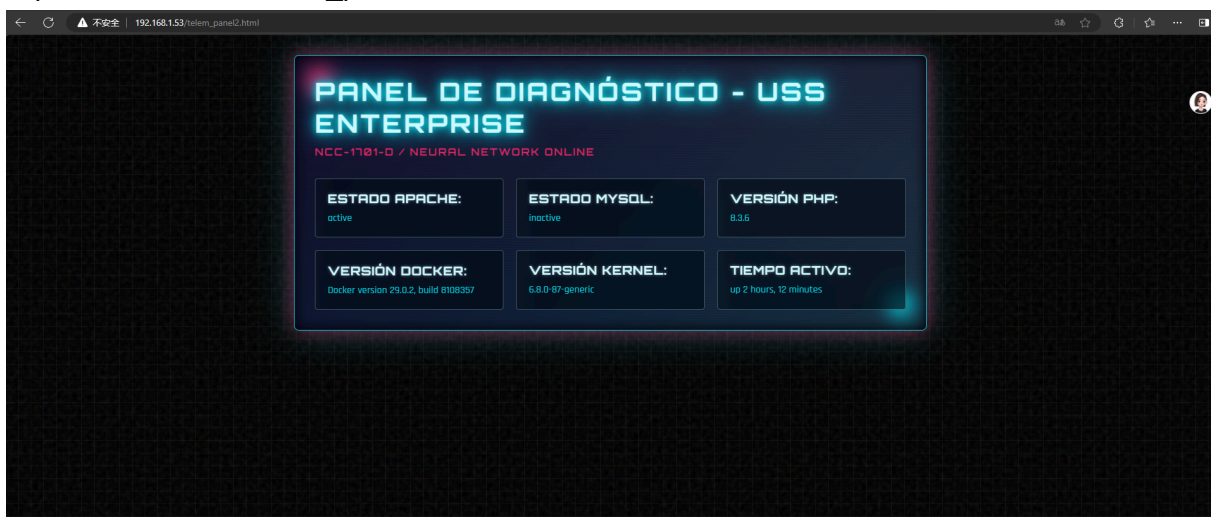 不安全 192.168.1.53/telem_panel2.html
PANEL DE DIAGNÓSTICO - USS
ENTERPRISE
NCC-1701-D / NEURAL NETWORK ONLINE
ESTADO APACHE:
active
ESTADO MYSQL:
inactive
VERSIÓN PHP:
8.3.6
VERSIÓN DOCKER:
Docker version 29.0.2, build 8108357
VERSIÓN KERNEL:
6.8.0-87-generic
TIEMPO ACTIVO:
up 2 hours, 12 minutes